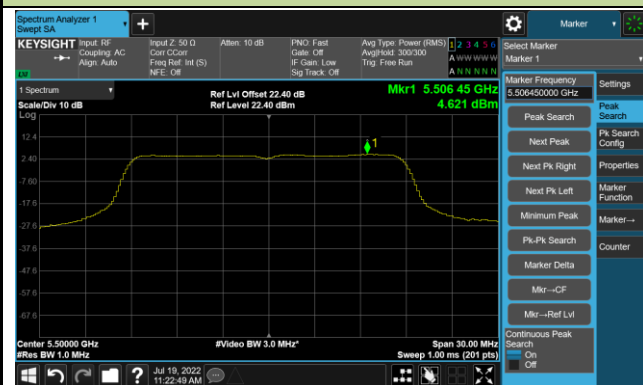 Spectrum Analyzer 1
Swept SA
Marker
KEYSIGHT
Input: RF
Coupling: AC
Align: Auto
Input Z: 50 Ω
Corr CCorr
Freq Ref: Int (S)
NFE: Off
Atten: 10 dB
PNO: Fast
Gate: Off
IF Gain: Low
Sig Track: Off
Avg Type: Power (RMS)
Avg|Hold: 300/300
Trig: Free Run
1 2 3 4 5 6
A W W W W W
A N N N N N
LXI
Select Marker
Marker 1
1 Spectrum
Scale/Div 10 dB
Log
Ref Lvl Offset 22.40 dB
Ref Level 22.40 dBm
Mkr1 5.506 45 GHz
4.621 dBm
1
12.4
2.40
-7.60
-17.6
-27.6
-37.6
-47.6
-57.6
-67.6
Center 5.50000 GHz
#Res BW 1.0 MHz
#Video BW 3.0 MHz*
Span 30.00 MHz
Sweep 1.00 ms (201 pts)
Marker Frequency
5.506450000 GHz
Peak Search
Next Peak
Next Pk Right
Next Pk Left
Minimum Peak
Pk-Pk Search
Marker Delta
Mkr→CF
Mkr→Ref Lvl
Continuous Peak
Search
On
Off
Settings
Peak
Search
Pk Search
Config
Properties
Marker
Function
Marker→
Counter
Jul 19, 2022
11:22:49 AM